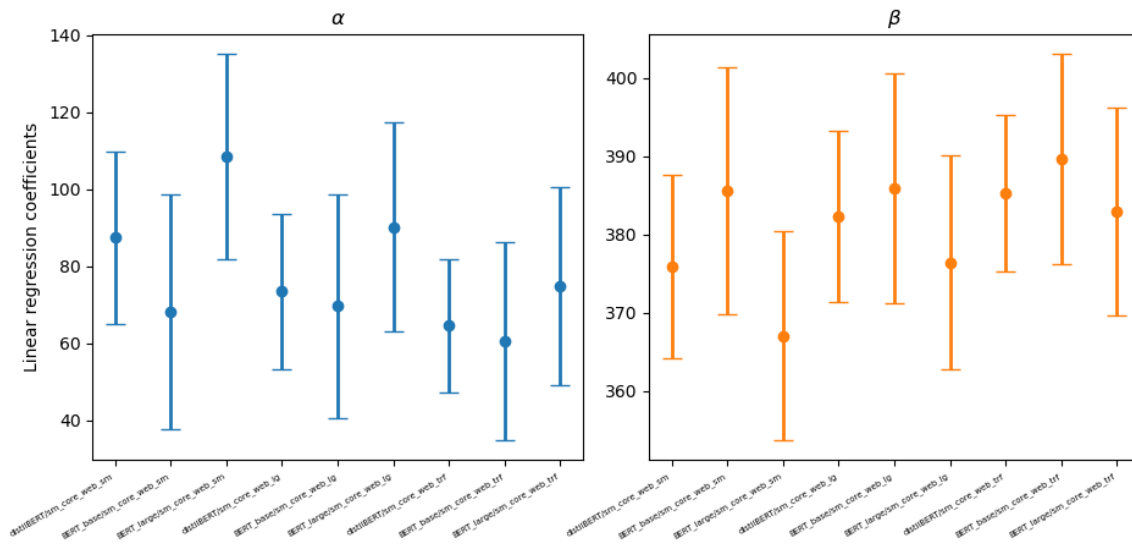 α
β
Linear regression coefficients
140
120
100
80
60
40
400
390
380
370
360
distilBERT/sm_core_web_sm
BERT_base/sm_core_web_sm
BERT_large/sm_core_web_sm
distilBERT/sm_core_web_lg
BERT_base/sm_core_web_lg
BERT_large/sm_core_web_lg
distilBERT/sm_core_web_trf
BERT_base/sm_core_web_trf
BERT_large/sm_core_web_trf
distilBERT/sm_core_web_sm
BERT_base/sm_core_web_sm
BERT_large/sm_core_web_sm
distilBERT/sm_core_web_lg
BERT_base/sm_core_web_lg
BERT_large/sm_core_web_lg
distilBERT/sm_core_web_trf
BERT_base/sm_core_web_trf
BERT_large/sm_core_web_trf